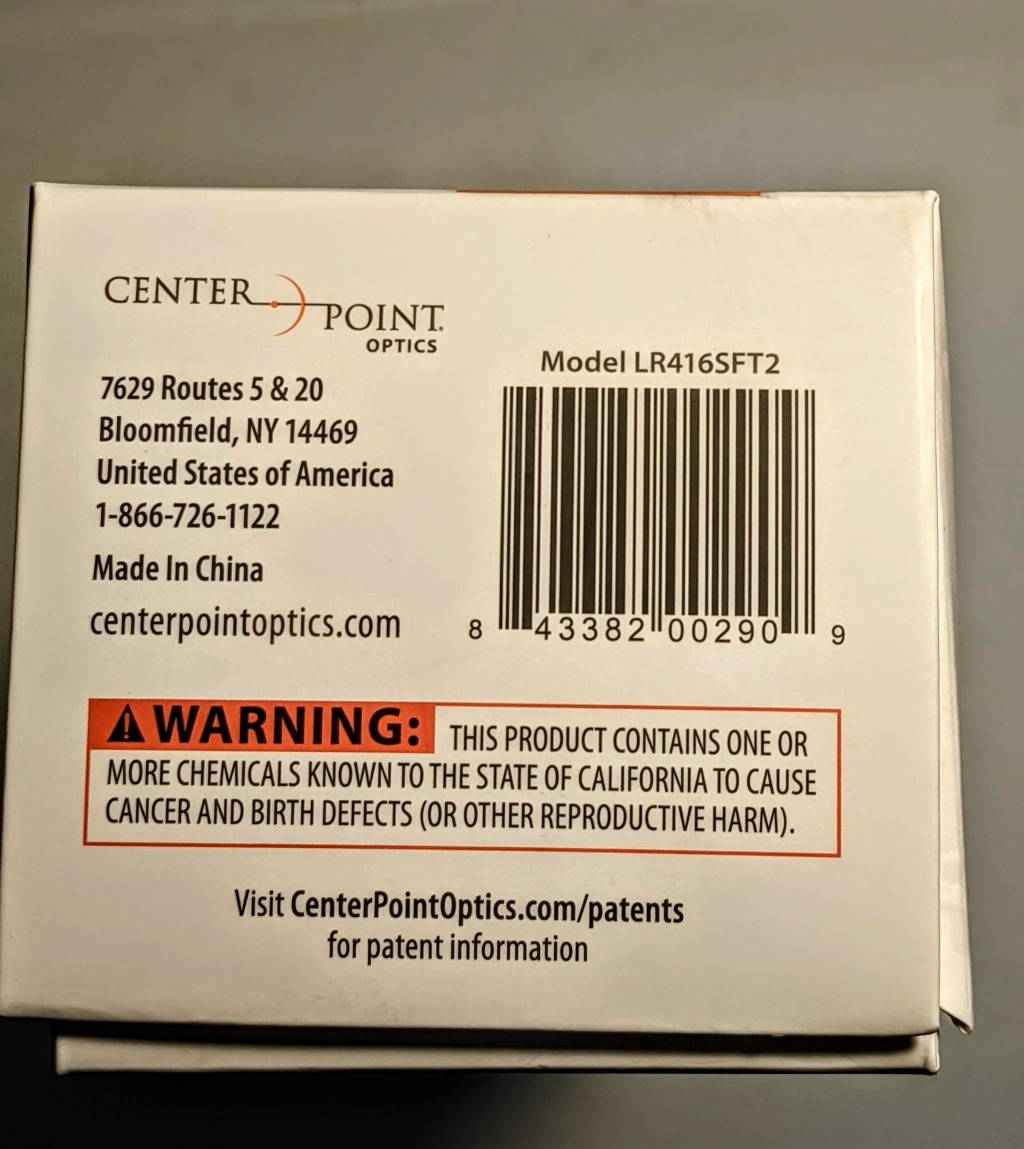 CENTER POINT.
OPTICS
7629 Routes 5 & 20
Bloomfield, NY 14469
United States of America
1-866-726-1122
Made In China
centerpointoptics.com
Model LR416SFT2
8 43382 00290 9
WARNING: THIS PRODUCT CONTAINS ONE OR
MORE CHEMICALS KNOWN TO THE STATE OF CALIFORNIA TO CAUSE
CANCER AND BIRTH DEFECTS (OR OTHER REPRODUCTIVE HARM).
Visit CenterPointOptics.com/patents
for patent information